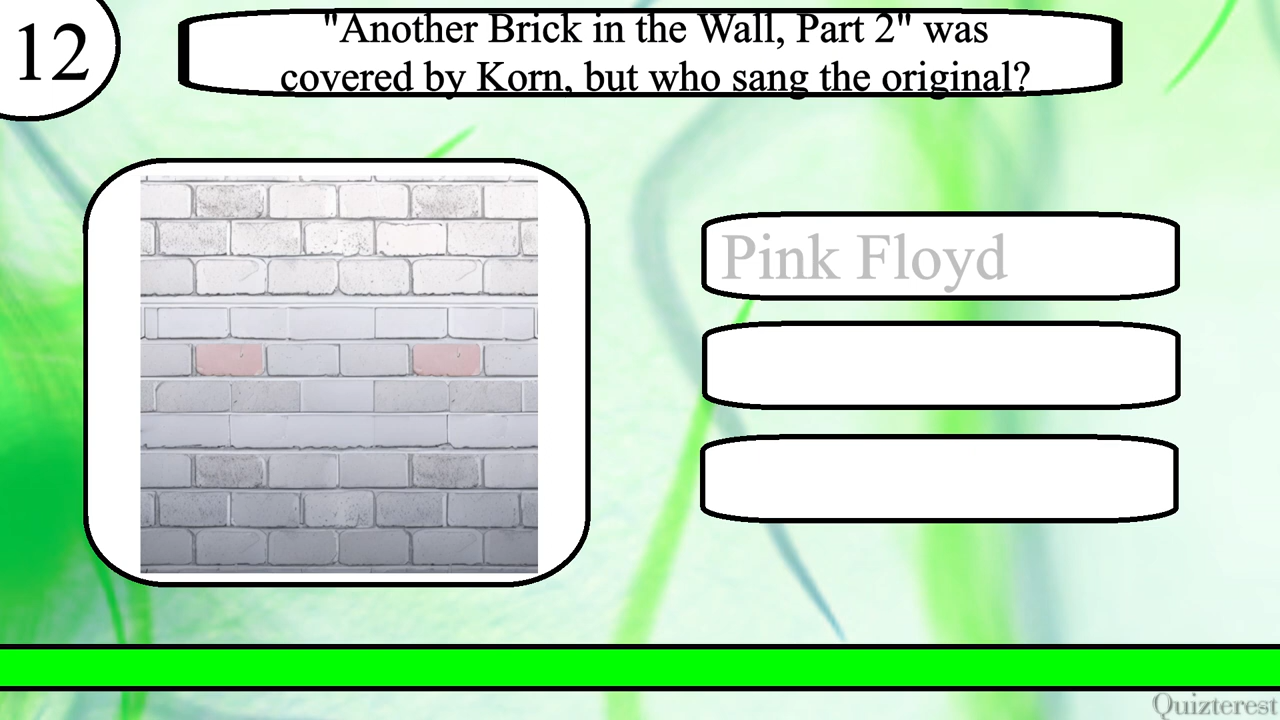 12
"Another Brick in the Wall, Part 2" was
covered by Korn, but who sang the original?
Pink Floyd
Quizterest